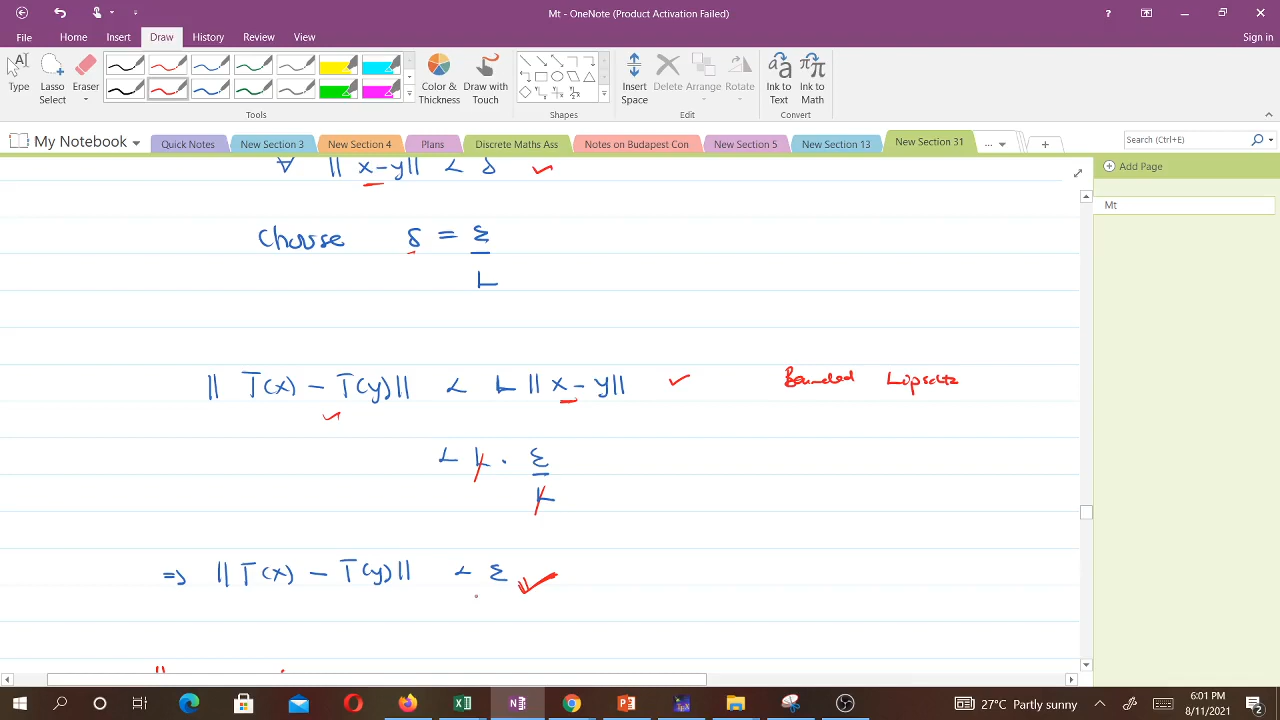 Mt - OneNote (Product Activation Failed)
File Home Insert Draw History Review View Sign in
Type Lasso Select Eraser Color & Thickness Draw with Touch Insert Space Delete Arrange Rotate Ink to Text Ink to Math
Tools Shapes Edit Convert
My Notebook Quick Notes New Section 3 New Section 4 Plans Discrete Maths Ass Notes on Budapest Con New Section 5 New Section 13 New Section 31 ... Search (Ctrl+E)
Add Page
Mt
∀ || x-y || < δ
Choose δ = ε
L
|| T(x) - T(y) || < L || x - y ||
< L . ε
L
=> || T(x) - T(y) || < ε
27°C Partly sunny
6:01 PM
8/11/2021